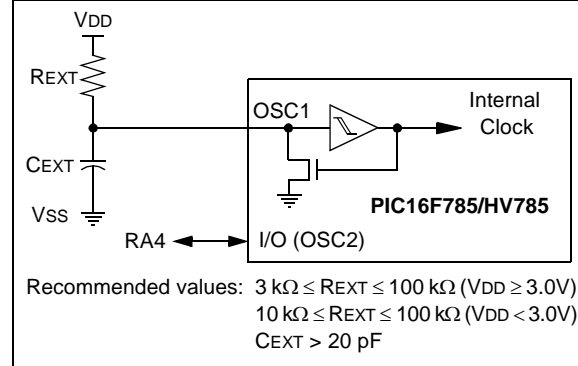 VDD
REXT
OSC1
Internal
Clock
CEXT
PIC16F785/HV785
VSS
RA4
I/O (OSC2)
Recommended values: 3 kΩ ≤ REXT ≤ 100 kΩ (VDD ≥ 3.0V)
10 kΩ ≤ REXT ≤ 100 kΩ (VDD < 3.0V)
CEXT > 20 pF